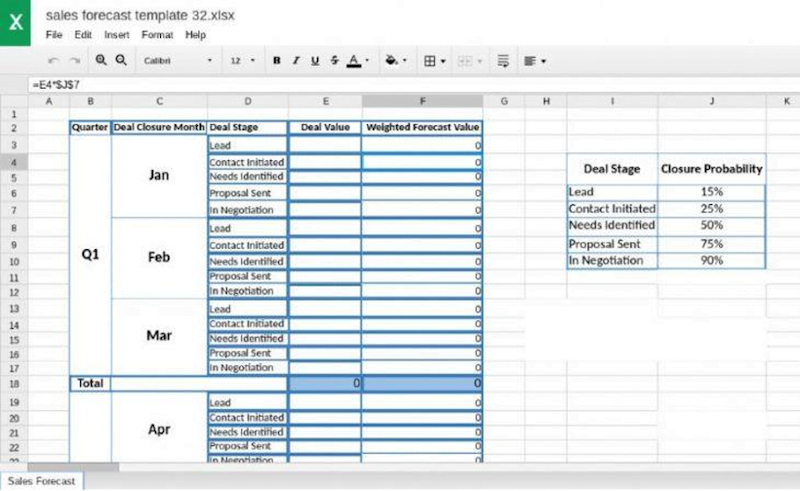 X
sales forecast template 32.xlsx
File Edit Insert Format Help
Calibri 12 B I U S A
=E4*$J$7
A B C D E F G H I J K
1
2 Quarter Deal Closure Month Deal Stage Deal Value Weighted Forecast Value
3 Lead 0
4 Contact Initiated 0 Deal Stage Closure Probability
5 Jan Needs Identified 0
6 Proposal Sent 0 Lead 15%
7 In Negotiation 0 Contact Initiated 25%
8 Lead 0 Needs Identified 50%
9 Contact Initiated 0 Proposal Sent 75%
10 Q1 Feb Needs Identified 0 In Negotiation 90%
11 Proposal Sent 0
12 In Negotiation 0
13 Lead 0
14 Contact Initiated 0
15 Mar Needs Identified 0
16 Proposal Sent 0
17 In Negotiation 0
18 Total 0 0
19 Lead 0
20 Contact Initiated 0
21 Apr Needs Identified 0
22 Proposal Sent 0
In Negotiation 0
Sales Forecast